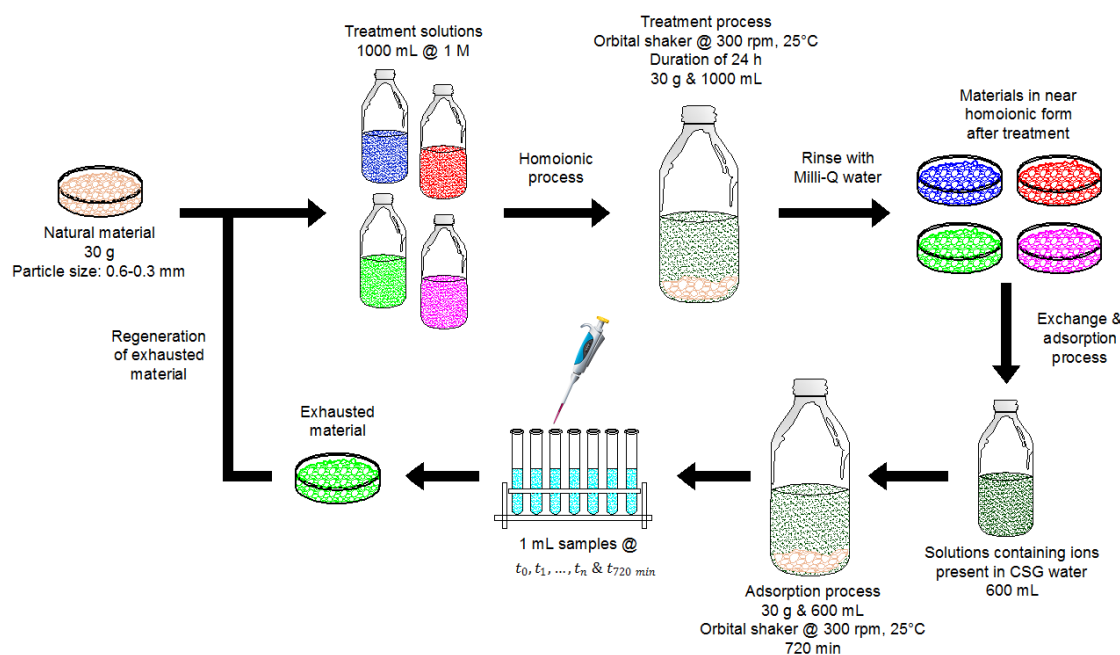 Treatment solutions
1000 mL @ 1 M
Treatment process
Orbital shaker @ 300 rpm, 25°C
Duration of 24 h
30 g & 1000 mL
Materials in near
homoionic form
after treatment
Homoionic
process
Rinse with
Milli-Q water
Natural material
30 g
Particle size: 0.6-0.3 mm
Regeneration
of exhausted
material
Exchange &
adsorption
process
Exhausted
material
1 mL samples @
t₀, t₁, ..., tₙ & t₇₂₀ ₘᵢₙ
Adsorption process
30 g & 600 mL
Orbital shaker @ 300 rpm, 25°C
720 min
Solutions containing ions
present in CSG water
600 mL